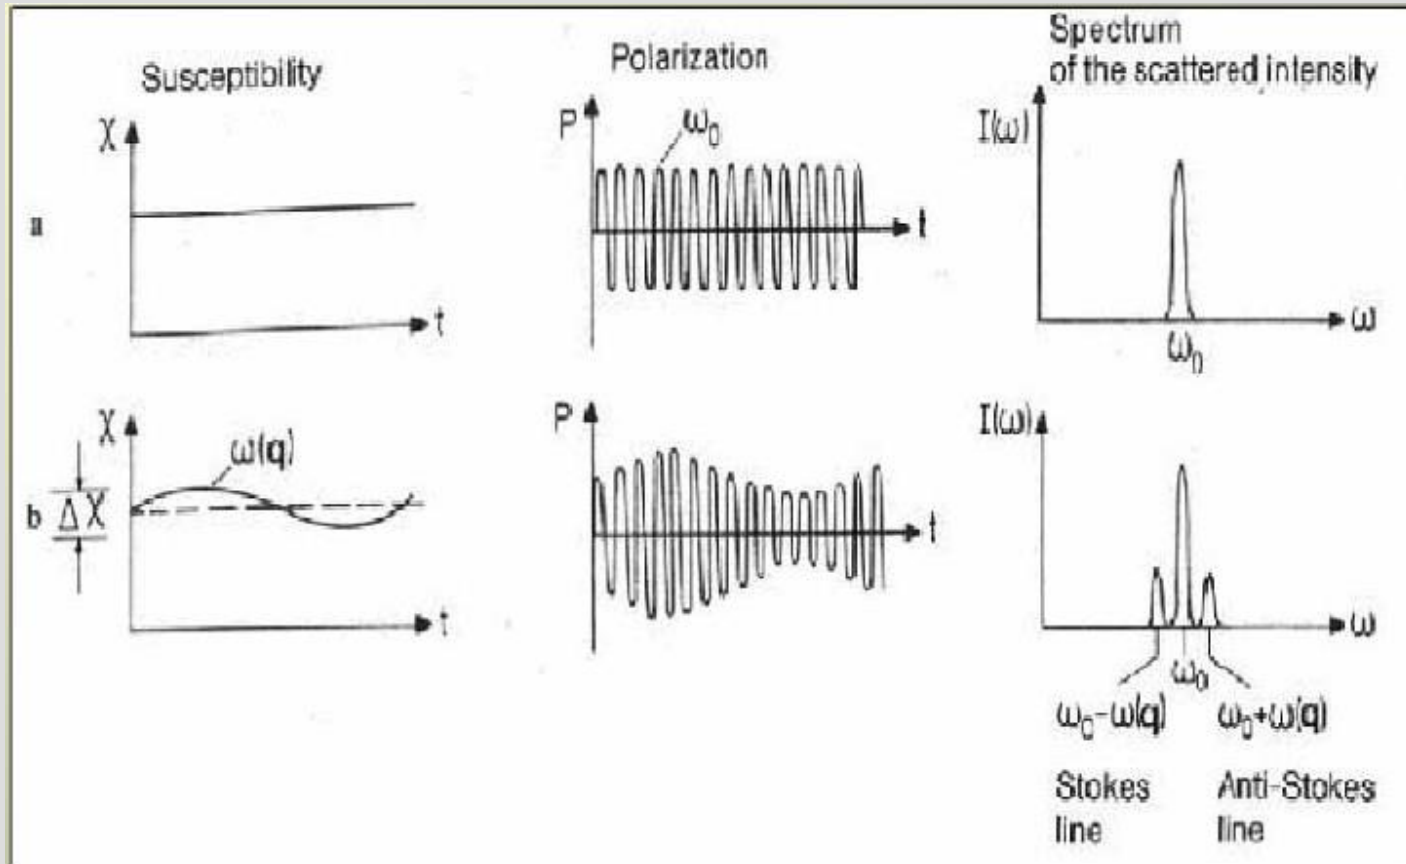 Susceptibility
Polarization
Spectrum
of the scattered intensity
a
χ
t
P
ω₀
t
I(ω)
ω
ω₀
b
Δχ
χ
ω(q)
t
P
t
I(ω)
ω
ω₀
ω₀-ω(q)
ω₀+ω(q)
Stokes
line
Anti-Stokes
line